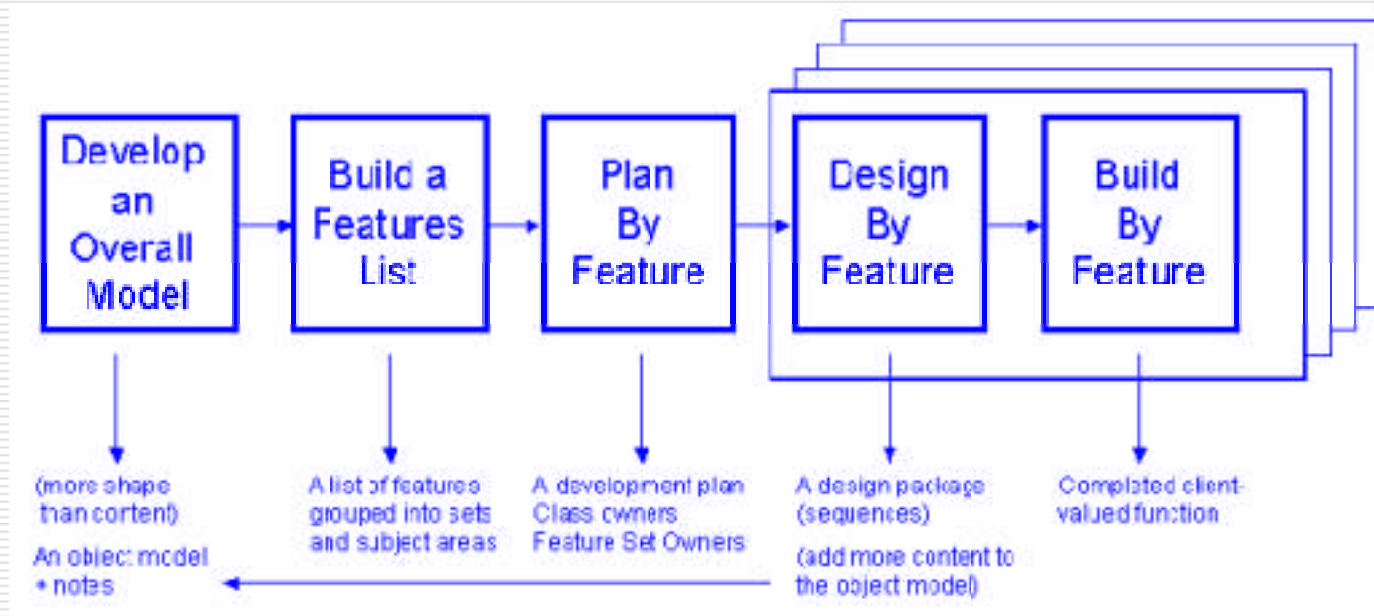 Develop
an
Overall
Model
Build a
Features
List
Plan
By
Feature
Design
By
Feature
Build
By
Feature
(more shape
than content)
An object model
+ notes
A list of features
grouped into sets
and subject areas
A development plan
Class owners
Feature Set Owners
A design package
(sequences)
(add more content to
the object model)
Completed client-
valued function